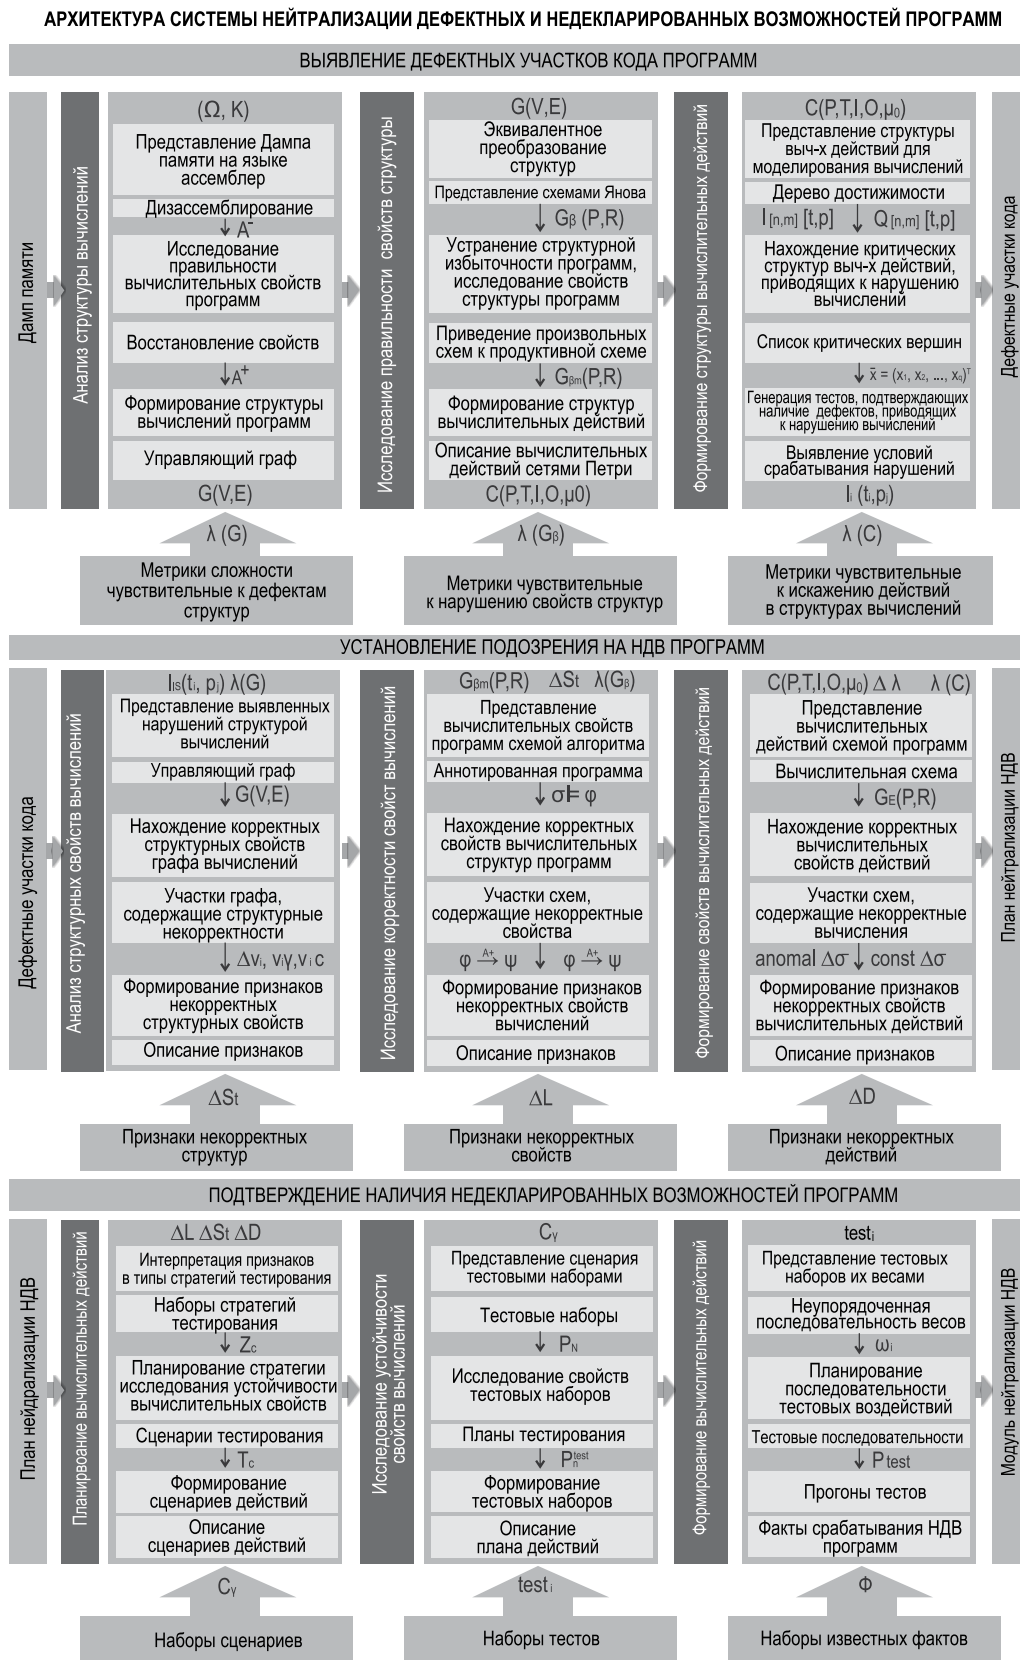 АРХИТЕКТУРА СИСТЕМЫ НЕЙТРАЛИЗАЦИИ ДЕФЕКТНЫХ И НЕДЕКЛАРИРОВАННЫХ ВОЗМОЖНОСТЕЙ ПРОГРАММ
ВЫЯВЛЕНИЕ ДЕФЕКТНЫХ УЧАСТКОВ КОДА ПРОГРАММ
Дамп памяти
Анализ структуры вычислений
(Ω, K)
Представление Дампа
памяти на языке
ассемблер
Дизассемблирование
↓ A⁻
Исследование
правильности
вычислительных свойств
программ
Восстановление свойств
↓ A⁺
Формирование структуры
вычислений программ
Управляющий граф
G(V,E)
λ (G)
Метрики сложности
чувствительные к дефектам
структур
Исследование правильности свойств структуры
G(V,E)
Эквивалентное
преобразование
структур
Представление схемами Янова
↓ Gβ (P,R)
Устранение структурной
избыточности программ,
исследование свойств
структуры программ
Приведение произвольных
схем к продуктивной схеме
↓ Gβm(P,R)
Формирование структур
вычислительных действий
Описание вычислительных
действий сетями Петри
C(P,T,I,O,µ0)
λ (Gβ)
Метрики чувствительные
к нарушению свойств структур
Формирование структуры вычислительных действий
C(P,T,I,O,µ₀)
Представление структуры
выч-х действий для
моделирования вычислений
Дерево достижимости
I[n,m] [t,p] ↓ Q[n,m] [t,p]
Нахождение критических
структур выч-х действий,
приводящих к нарушению
вычислений
Список критических вершин
↓ x̄ = (x₁, x₂, ..., xq)ᵀ
Генерация тестов, подтверждающих
наличие дефектов, приводящих
к нарушению вычислений
Выявление условий
срабатывания нарушений
Iᵢ (tᵢ,pⱼ)
λ (C)
Метрики чувствительные
к искажению действий
в структурах вычислений
Дефектные участки кода
УСТАНОВЛЕНИЕ ПОДОЗРЕНИЯ НА НДВ ПРОГРАММ
Дефектные участки кода
Анализ структурных свойств вычислений
IJS(tᵢ, pⱼ) λ(G)
Представление выявленных
нарушений структурой
вычислений
Управляющий граф
↓ G(V,E)
Нахождение корректных
структурных свойств
графа вычислений
Участки графа,
содержащие структурные
некорректности
↓ Δvᵢ, vᵢγ,vᵢc
Формирование признаков
некорректных
структурных свойств
Описание признаков
ΔSt
Признаки некорректных
структур
Исследование корректности свойст вычислений
Gβm(P,R) ΔSt λ(Gβ)
Представление
вычислительных свойств
программ схемой алгоритма
Аннотированная программа
↓ σ⊧ φ
Нахождение корректных
свойств вычислительных
структур программ
Участки схем,
содержащие некорректные
свойства
φ A+→ ψ ↓ φ A+→ ψ
Формирование признаков
некорректных свойств
вычислений
Описание признаков
ΔL
Признаки некорректных
свойств
Формирование свойств вычислительных действий
C(P,T,I,O,µ₀) Δ λ λ (C)
Представление
вычислительных
действий схемой программ
Вычислительная схема
↓ GE(P,R)
Нахождение корректных
вычислительных
свойств действий
Участки схем,
содержащие некорректные
вычисления
anomal Δσ ↓ const Δσ
Формирование признаков
некорректных свойств
вычислительных действий
Описание признаков
ΔD
Признаки некорректных
действий
План нейтрализации НДВ
ПОДТВЕРЖДЕНИЕ НАЛИЧИЯ НЕДЕКЛАРИРОВАННЫХ ВОЗМОЖНОСТЕЙ ПРОГРАММ
План нейдрализации НДВ
Планирвоание вычислительных действий
ΔL ΔSt ΔD
Интерпретация признаков
в типы стратегий тестирования
Наборы стратегий
тестирования
↓ Zc
Планирование стратегии
исследования устойчивости
вычислительных свойств
Сценарии тестирования
↓ Tc
Формирование
сценариев действий
Описание
сценариев действий
Cγ
Наборы сценариев
Исследование устойчивости
свойств вычислений
Cγ
Представление сценария
тестовыми наборами
Тестовые наборы
↓ PN
Исследование свойств
тестовых наборов
Планы тестирования
↓ Pntest
Формирование
тестовых наборов
Описание
плана действий
test i
Наборы тестов
Формирование вычислительных действий
testᵢ
Представление тестовых
наборов их весами
Неупорядоченная
последовательность весов
↓ ωᵢ
Планирование
последовательности
тестовых воздействий
Тестовые последовательности
↓ P test
Прогоны тестов
Факты срабатывания НДВ
программ
Ф
Наборы известных фактов
Модуль нейтрализации НДВ